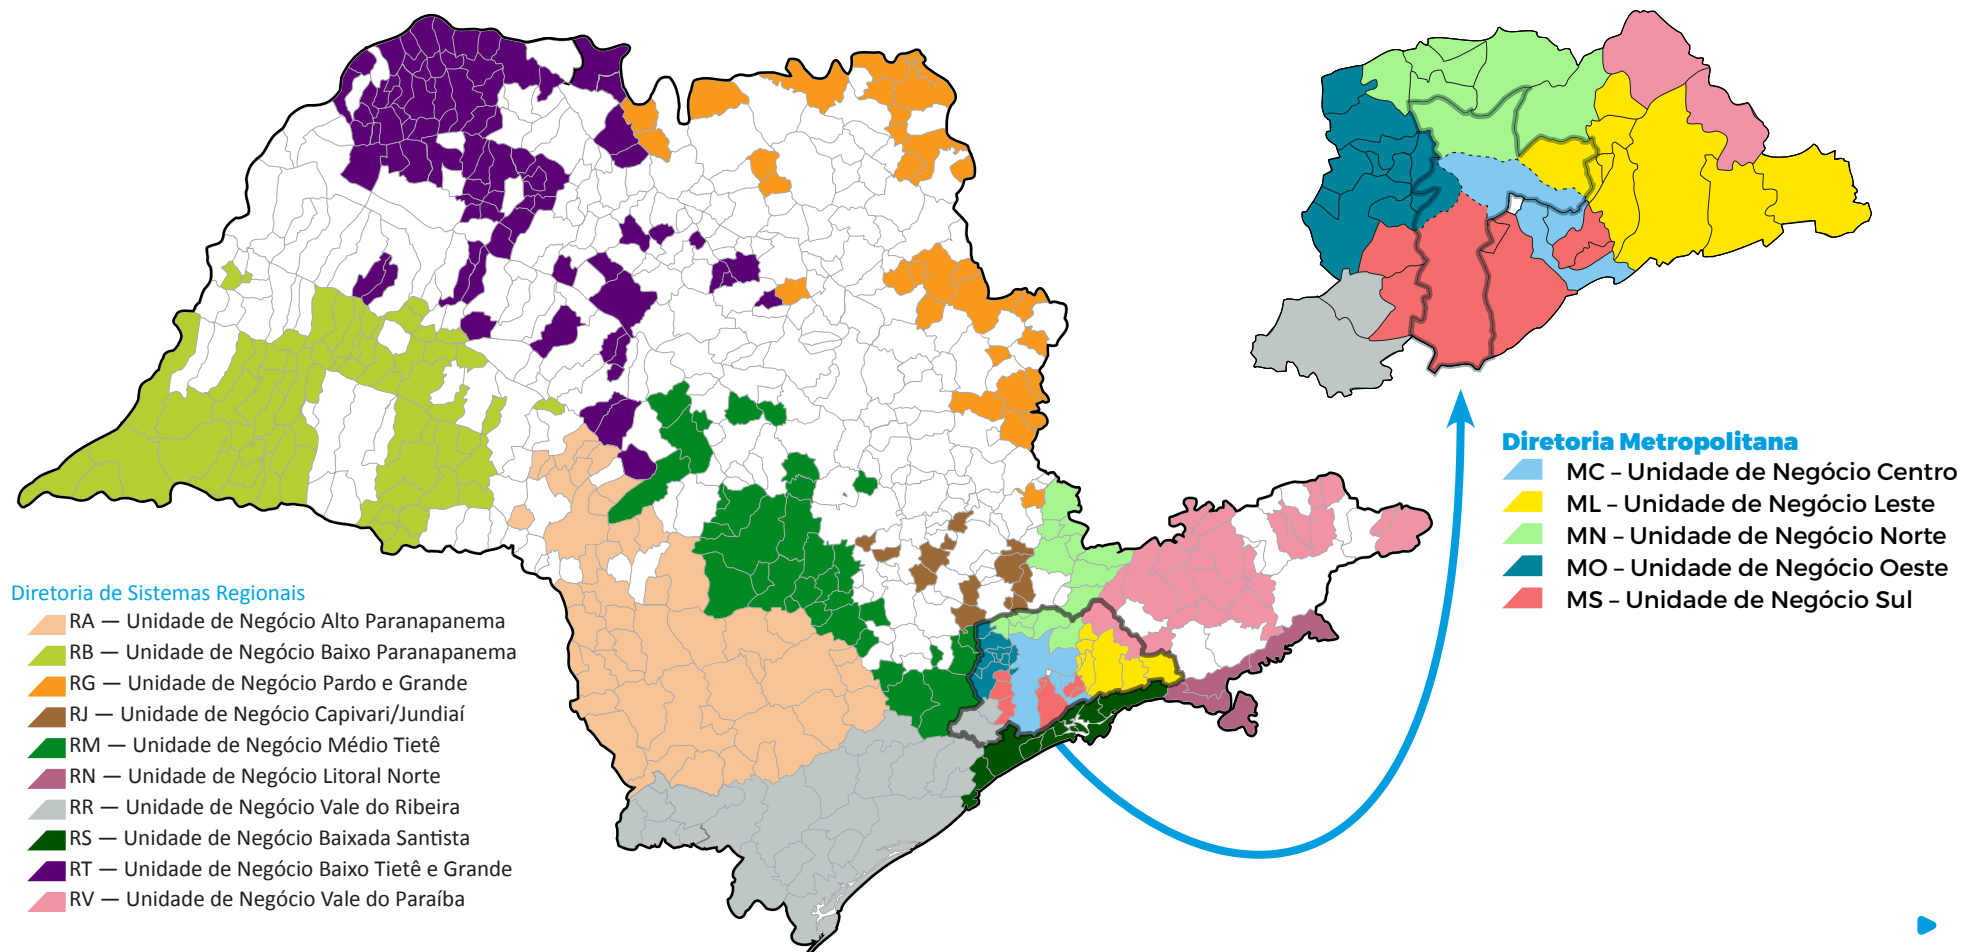 Diretoria Metropolitana
MC – Unidade de Negócio Centro
ML – Unidade de Negócio Leste
MN – Unidade de Negócio Norte
MO – Unidade de Negócio Oeste
MS – Unidade de Negócio Sul
Diretoria de Sistemas Regionais
RA — Unidade de Negócio Alto Paranapanema
RB — Unidade de Negócio Baixo Paranapanema
RG — Unidade de Negócio Pardo e Grande
RJ — Unidade de Negócio Capivari/Jundiaí
RM — Unidade de Negócio Médio Tietê
RN — Unidade de Negócio Litoral Norte
RR — Unidade de Negócio Vale do Ribeira
RS — Unidade de Negócio Baixada Santista
RT — Unidade de Negócio Baixo Tietê e Grande
RV — Unidade de Negócio Vale do Paraíba